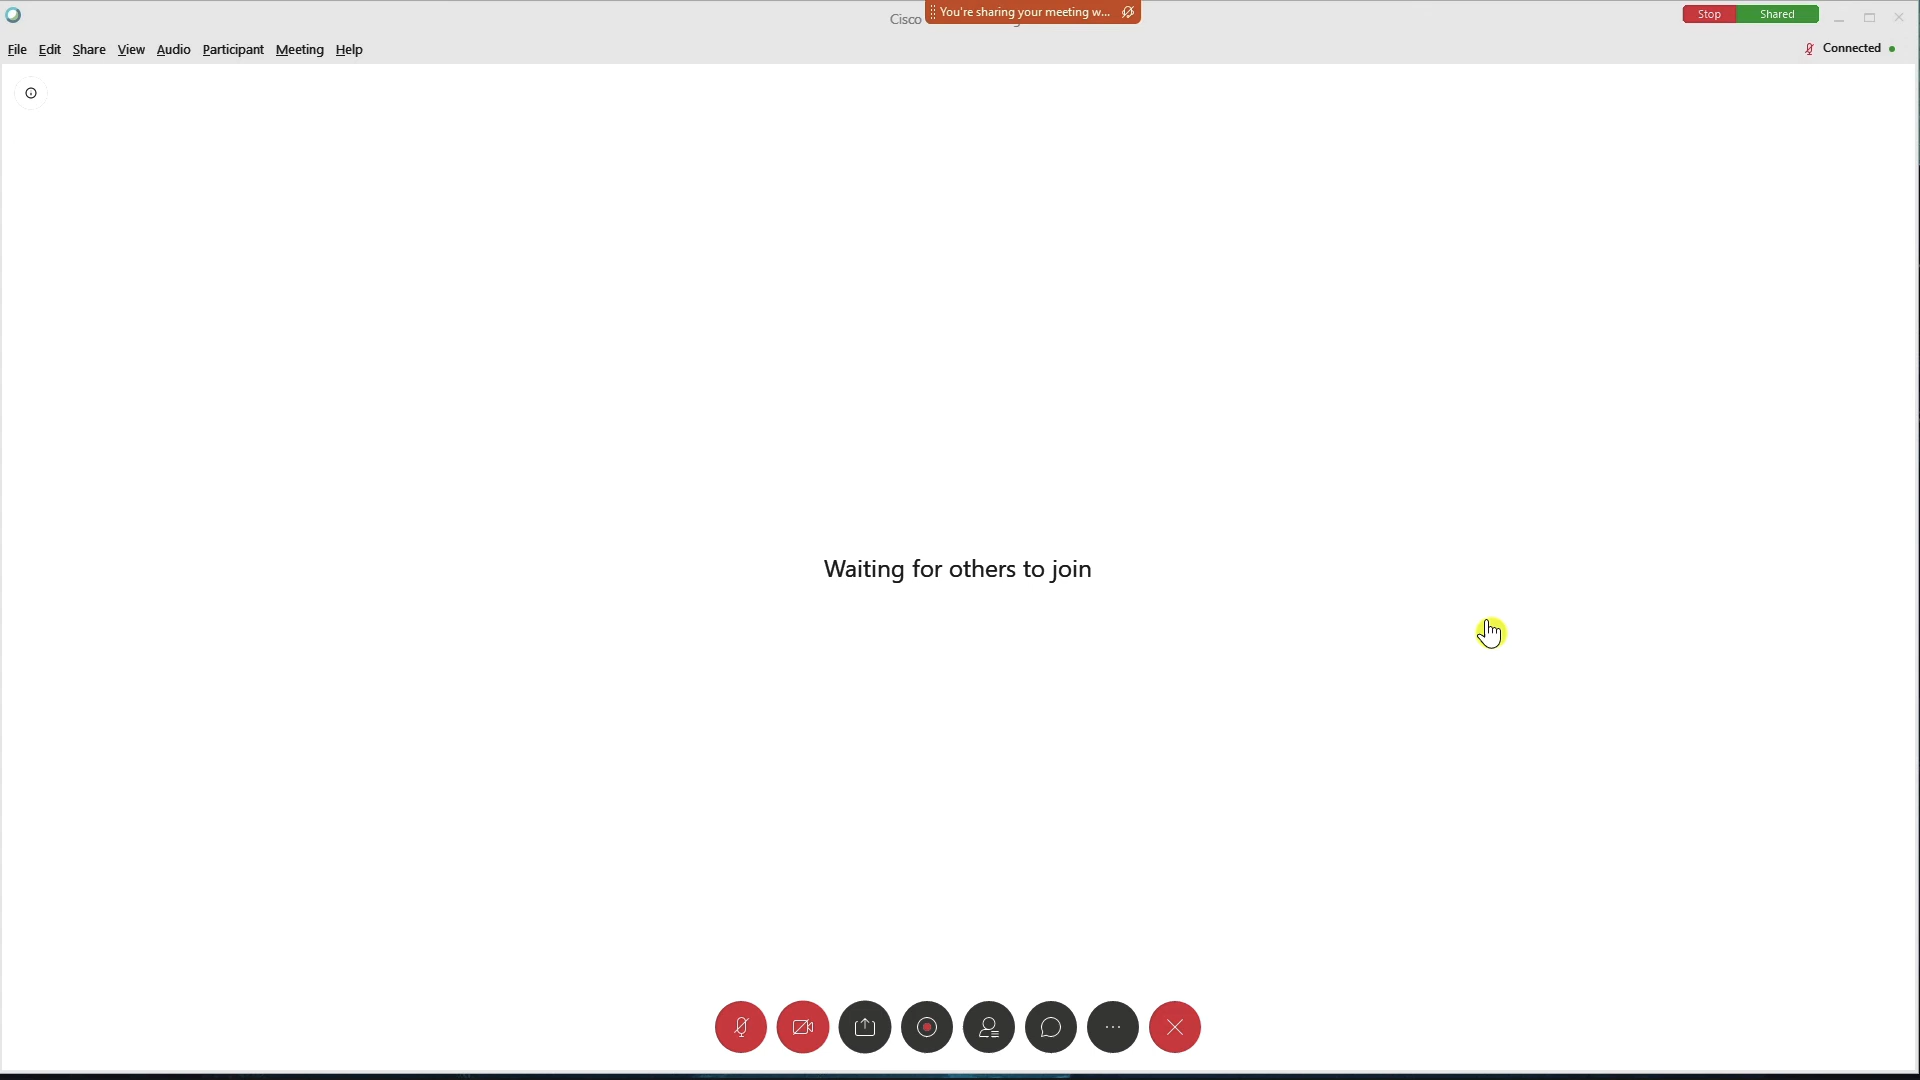 Cisco
You're sharing your meeting w...
Stop Shared
File Edit Share View Audio Participant Meeting Help
Connected
Waiting for others to join